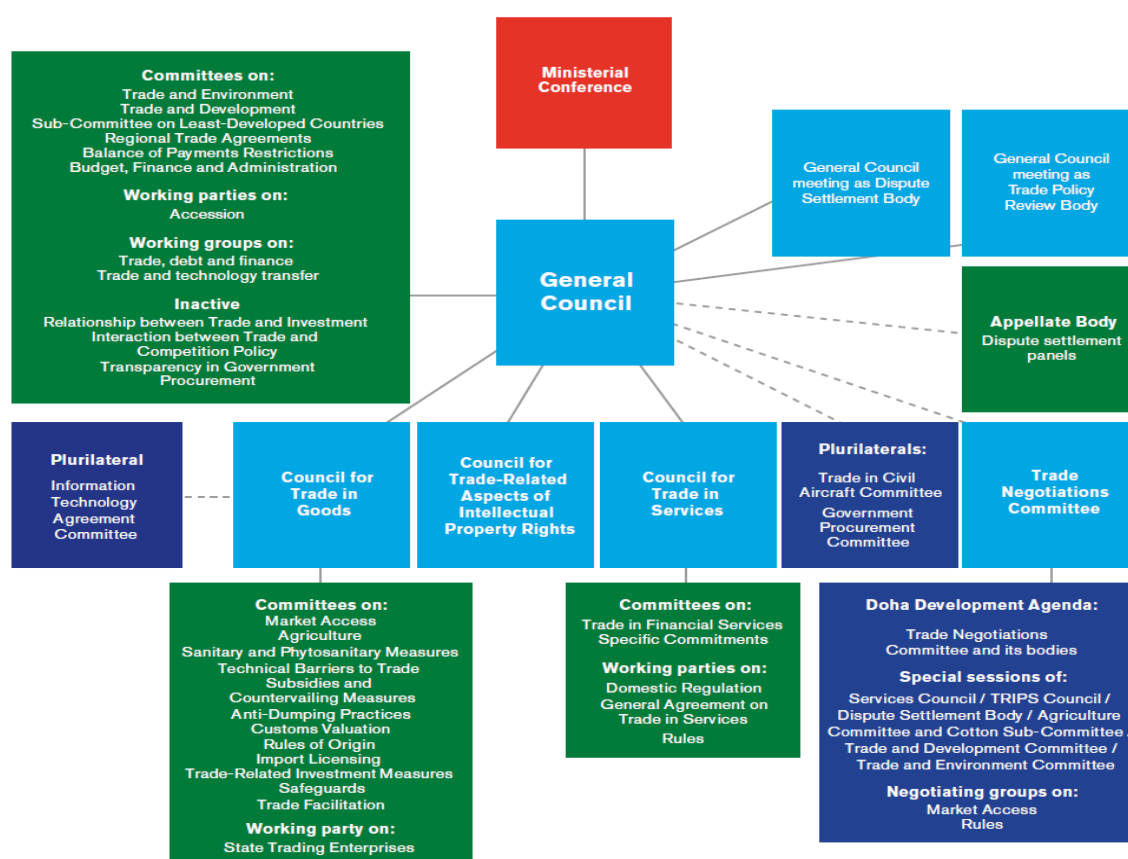 Ministerial
Conference
Committees on:
Trade and Environment
Trade and Development
Sub-Committee on Least-Developed Countries
Regional Trade Agreements
Balance of Payments Restrictions
Budget, Finance and Administration
Working parties on:
Accession
Working groups on:
Trade, debt and finance
Trade and technology transfer
Inactive
Relationship between Trade and Investment
Interaction between Trade and
Competition Policy
Transparency in Government
Procurement
General
Council
General Council
meeting as Dispute
Settlement Body
General Council
meeting as
Trade Policy
Review Body
Appellate Body
Dispute settlement
panels
Plurilateral
Information
Technology
Agreement
Committee
Council for
Trade in
Goods
Council for
Trade-Related
Aspects of
Intellectual
Property Rights
Council for
Trade in
Services
Plurilaterals:
Trade in Civil
Aircraft Committee
Government
Procurement
Committee
Trade
Negotiations
Committee
Committees on:
Market Access
Agriculture
Sanitary and Phytosanitary Measures
Technical Barriers to Trade
Subsidies and
Countervailing Measures
Anti-Dumping Practices
Customs Valuation
Rules of Origin
Import Licensing
Trade-Related Investment Measures
Safeguards
Trade Facilitation
Working party on:
State Trading Enterprises
Committees on:
Trade in Financial Services
Specific Commitments
Working parties on:
Domestic Regulation
General Agreement on
Trade in Services
Rules
Doha Development Agenda:
Trade Negotiations
Committee and its bodies
Special sessions of:
Services Council / TRIPS Council /
Dispute Settlement Body / Agriculture
Committee and Cotton Sub-Committee /
Trade and Development Committee /
Trade and Environment Committee
Negotiating groups on:
Market Access
Rules